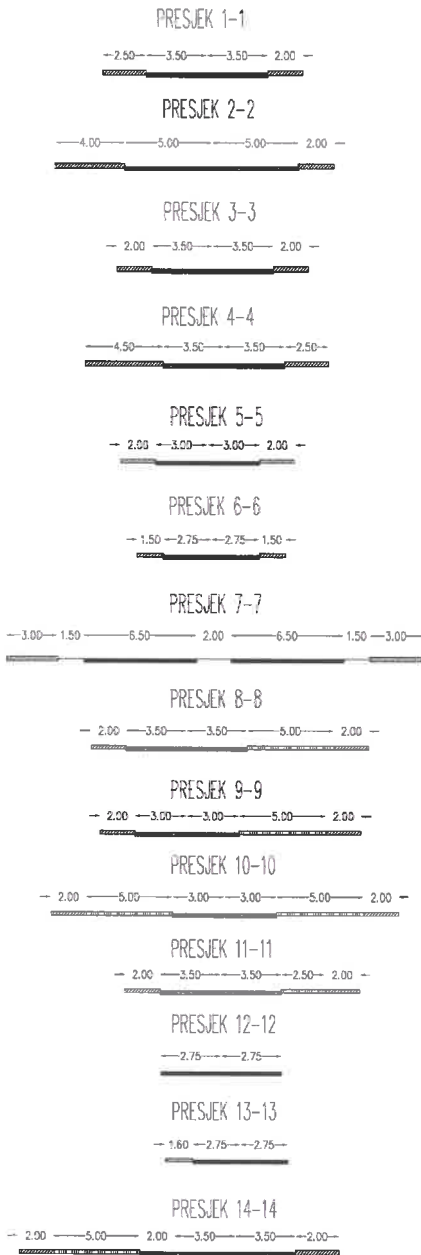 PRESJEK 1-1
2.50 3.50 3.50 2.00
PRESJEK 2-2
4.00 5.00 5.00 2.00
PRESJEK 3-3
2.00 3.50 3.50 2.00
PRESJEK 4-4
4.50 3.50 3.50 2.50
PRESJEK 5-5
2.00 3.00 3.00 2.00
PRESJEK 6-6
1.50 2.75 2.75 1.50
PRESJEK 7-7
3.00 1.50 6.50 2.00 6.50 1.50 3.00
PRESJEK 8-8
2.00 3.50 3.50 5.00 2.00
PRESJEK 9-9
2.00 3.00 3.00 5.00 2.00
PRESJEK 10-10
2.00 5.00 3.00 3.00 5.00 2.00
PRESJEK 11-11
2.00 3.50 3.50 2.50 2.00
PRESJEK 12-12
2.75 2.75
PRESJEK 13-13
1.60 2.75 2.75
PRESJEK 14-14
2.00 5.00 2.00 3.50 3.50 2.00